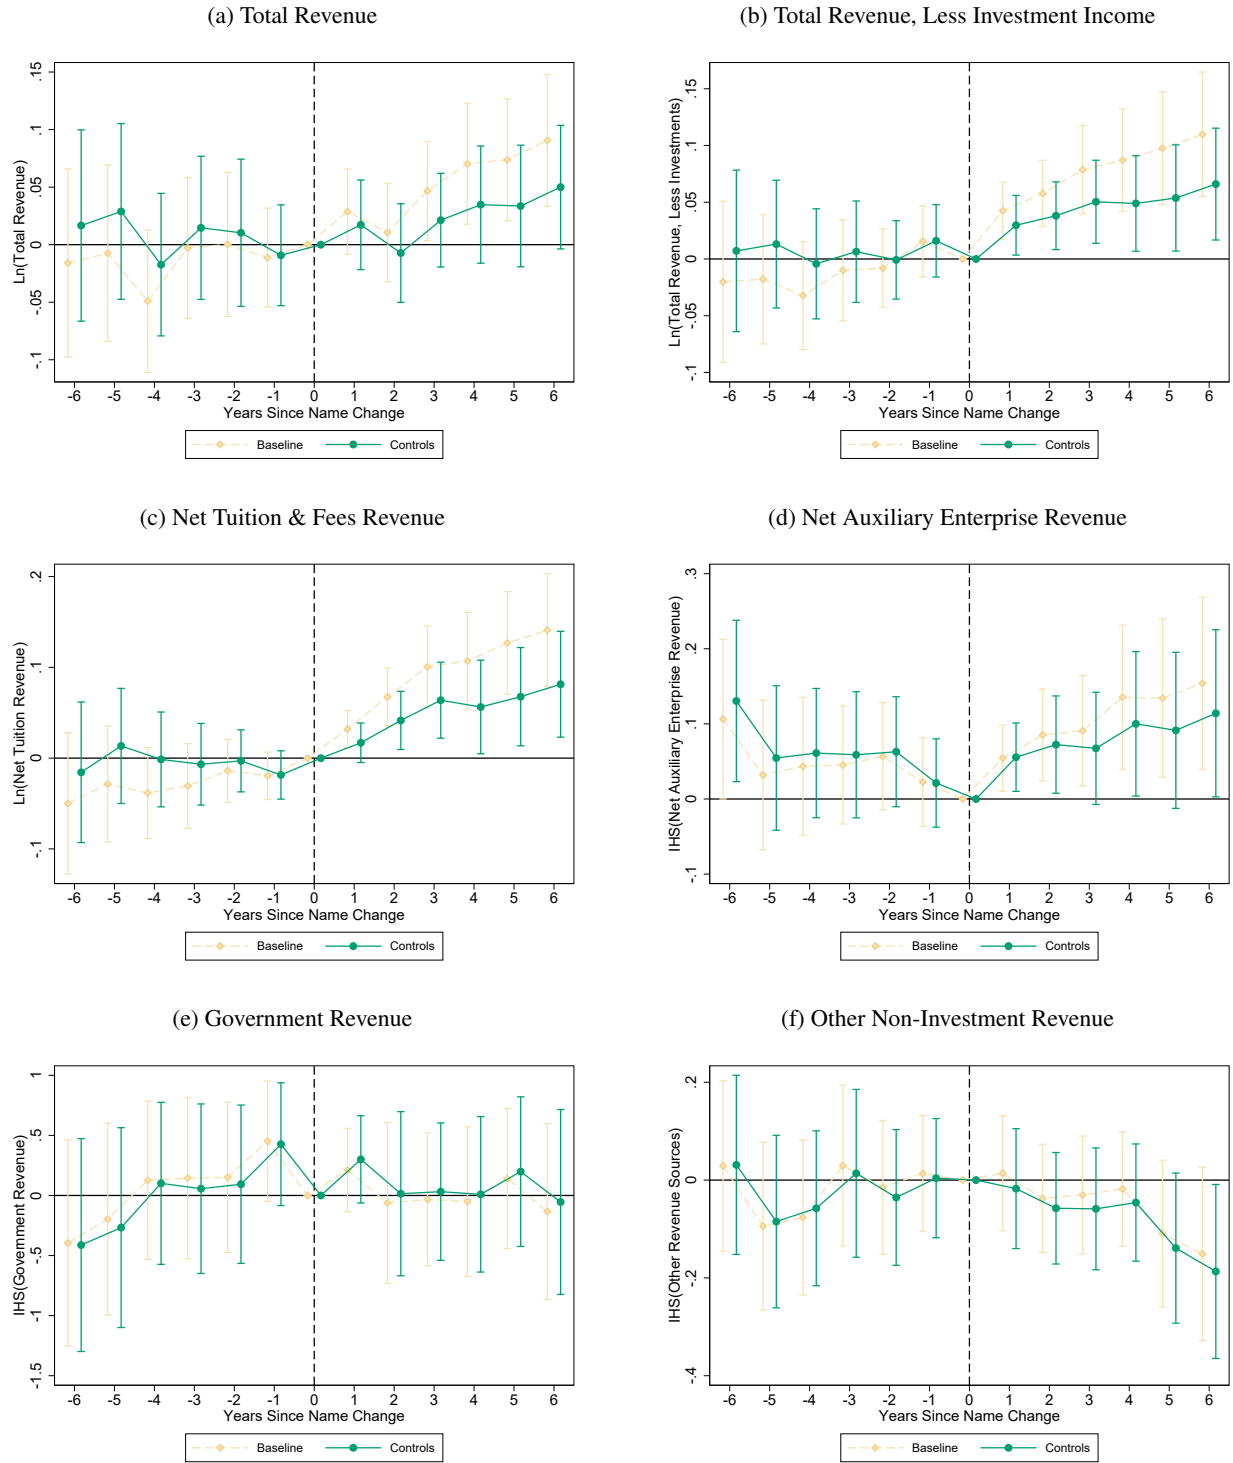 (a) Total Revenue
Ln(Total Revenue)
.15
.1
.05
0
-.05
-.1
-6 -5 -4 -3 -2 -1 0 1 2 3 4 5 6
Years Since Name Change
Baseline Controls
(b) Total Revenue, Less Investment Income
Ln(Total Revenue, Less Investments)
.15
.1
.05
0
-.05
-.1
-6 -5 -4 -3 -2 -1 0 1 2 3 4 5 6
Years Since Name Change
Baseline Controls
(c) Net Tuition & Fees Revenue
Ln(Net Tuition Revenue)
.2
.1
0
-.1
-6 -5 -4 -3 -2 -1 0 1 2 3 4 5 6
Years Since Name Change
Baseline Controls
(d) Net Auxiliary Enterprise Revenue
IHS(Net Auxiliary Enterprise Revenue)
.3
.2
.1
0
-.1
-6 -5 -4 -3 -2 -1 0 1 2 3 4 5 6
Years Since Name Change
Baseline Controls
(e) Government Revenue
IHS(Government Revenue)
1
.5
0
-.5
-1
-1.5
-6 -5 -4 -3 -2 -1 0 1 2 3 4 5 6
Years Since Name Change
Baseline Controls
(f) Other Non-Investment Revenue
IHS(Other Revenue Sources)
.2
0
-.2
-.4
-6 -5 -4 -3 -2 -1 0 1 2 3 4 5 6
Years Since Name Change
Baseline Controls